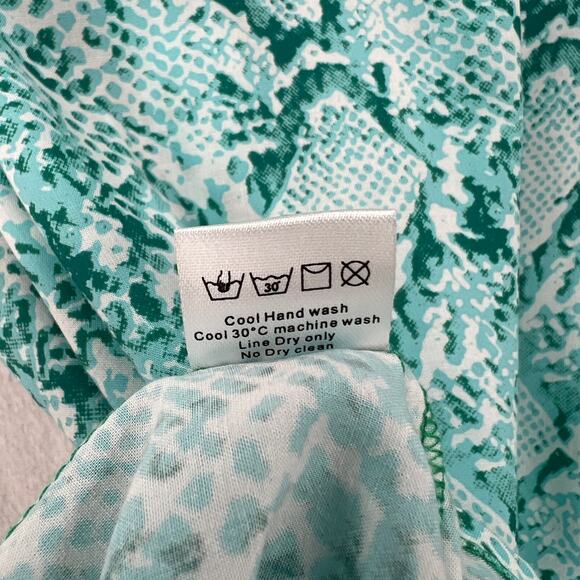 30°
Cool Hand wash
Cool 30°C machine wash
Line Dry only
No Dry clean